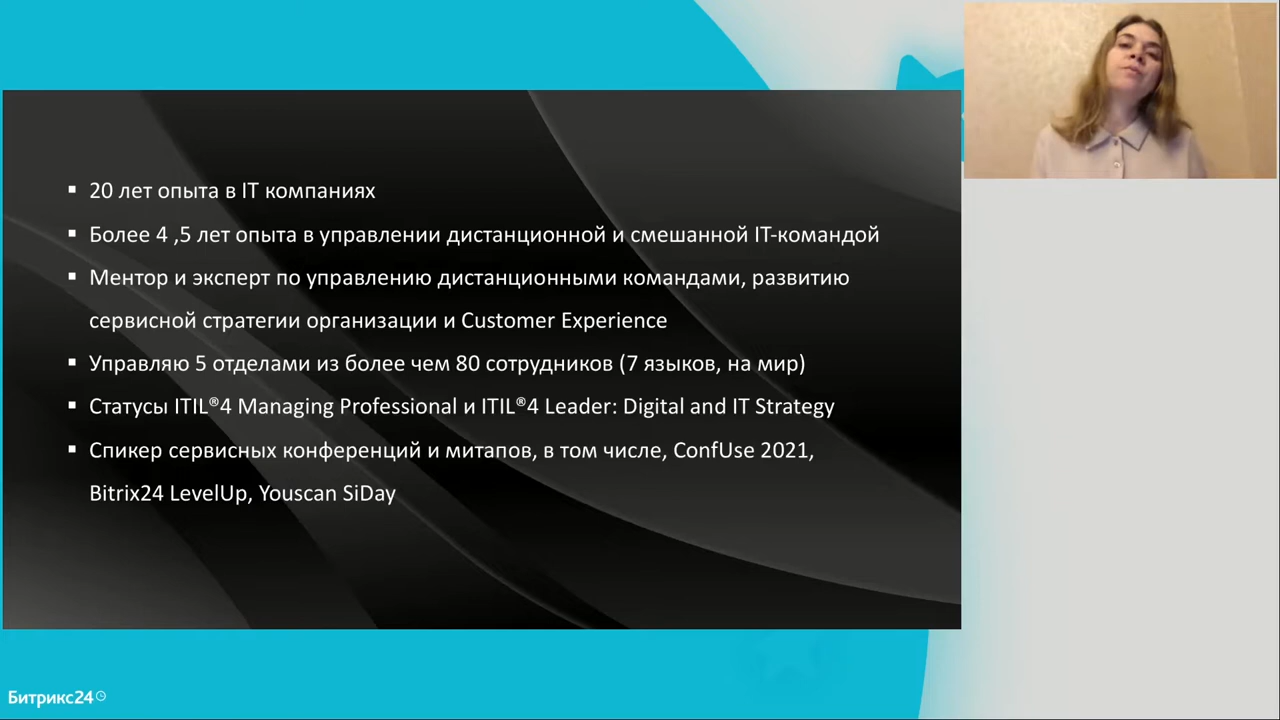 20 лет опыта в IT компаниях
Более 4 ,5 лет опыта в управлении дистанционной и смешанной IT-командой
Ментор и эксперт по управлению дистанционными командами, развитию
сервисной стратегии организации и Customer Experience
Управляю 5 отделами из более чем 80 сотрудников (7 языков, на мир)
Статусы ITIL®4 Managing Professional и ITIL®4 Leader: Digital and IT Strategy
Спикер сервисных конференций и митапов, в том числе, ConfUse 2021,
Bitrix24 LevelUp, Youscan SiDay
Битрикс24